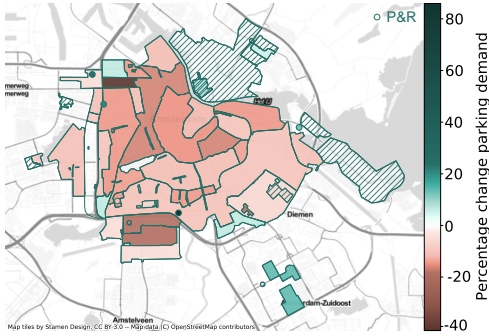 P&R
80
60
40
20
0
-20
-40
Percentage change parking demand
merweg
merweg
Diemen
rdam-Zuidoost
Amstelveen
Map tiles by Stamen Design, CC BY 3.0 -- Map data (C) OpenStreetMap contributors